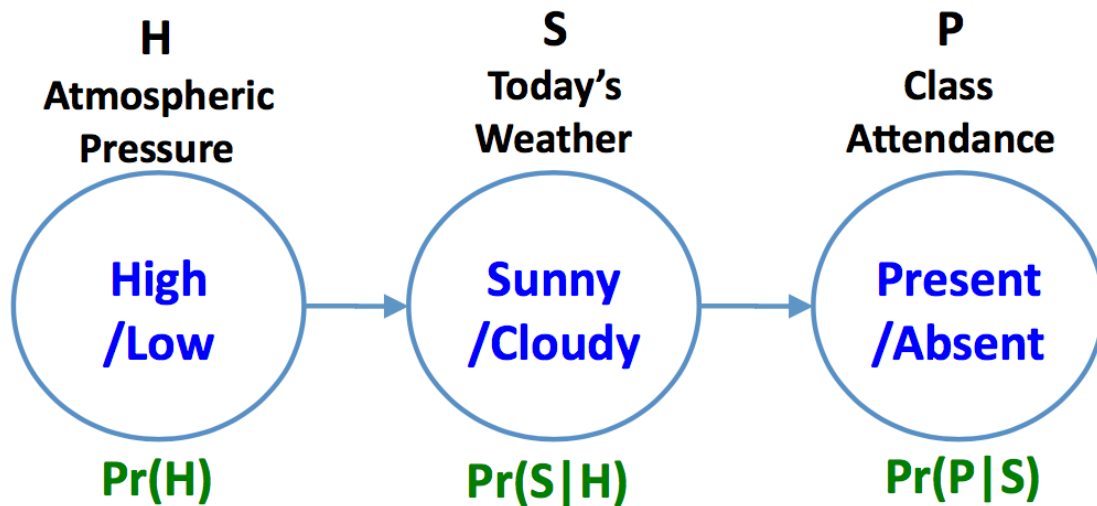 H
Atmospheric
Pressure
High
/Low
Pr(H)
S
Today’s
Weather
Sunny
/Cloudy
Pr(S|H)
P
Class
Attendance
Present
/Absent
Pr(P|S)